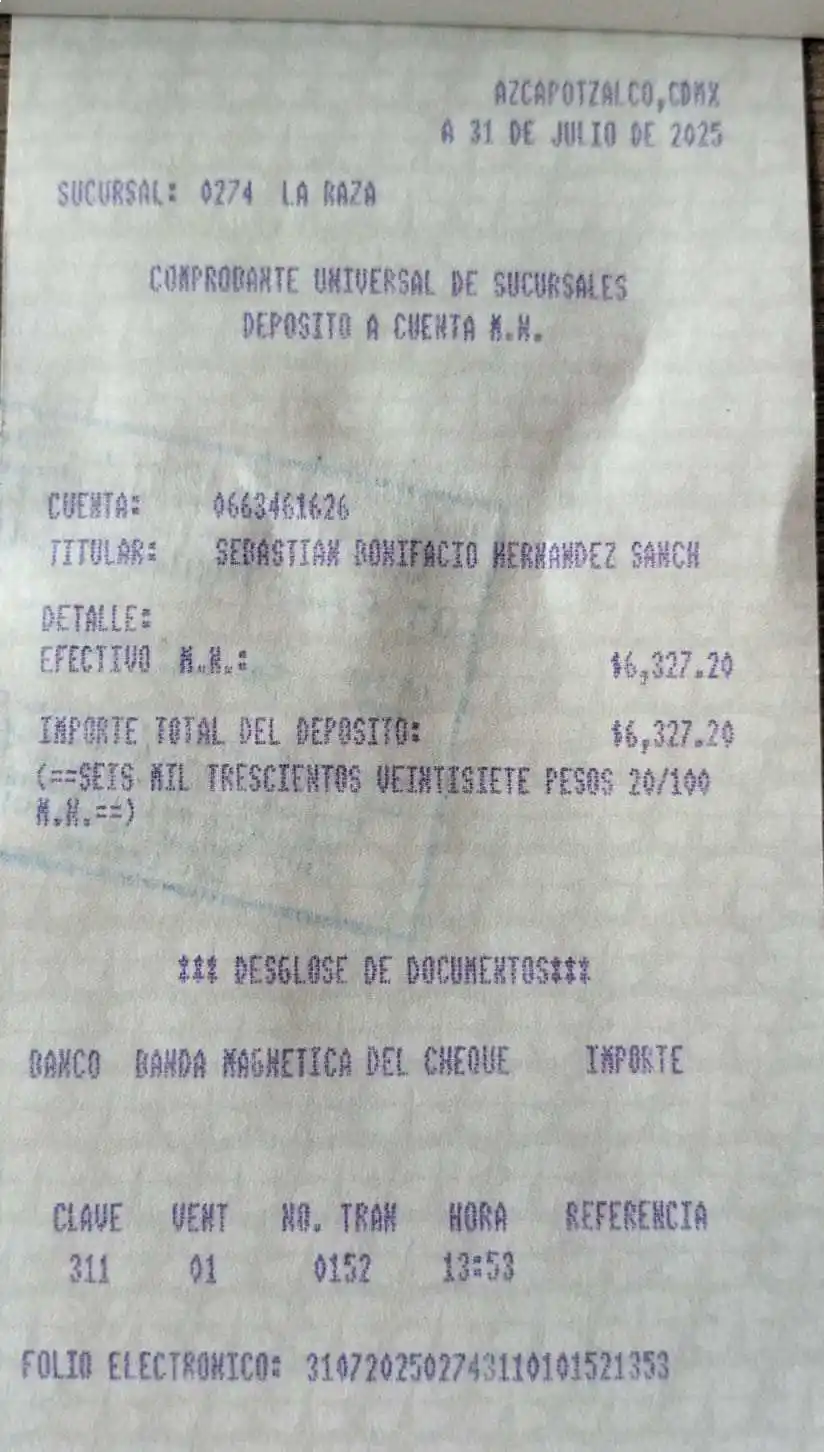 AZCAPOTZALCO,CDMX
A 31 DE JULIO DE 2025
SUCURSAL: 0274 LA RAZA
COMPROBANTE UNIVERSAL DE SUCURSALES
DEPOSITO A CUENTA M.N.
CUENTA: 0663461626
TITULAR: SEBASTIAN BONIFACIO HERNANDEZ SANCH
DETALLE:
EFECTIVO M.N.: $6,327.20
IMPORTE TOTAL DEL DEPOSITO: $6,327.20
(==SEIS MIL TRESCIENTOS VEINTISIETE PESOS 20/100
M.N.==)
*** DESGLOSE DE DOCUMENTOS***
BANCO BANDA MAGNETICA DEL CHEQUE IMPORTE
CLAVE VENT NO. TRAN HORA REFERENCIA
311 01 0152 13:53
FOLIO ELECTRONICO: 3107202502743110101521353